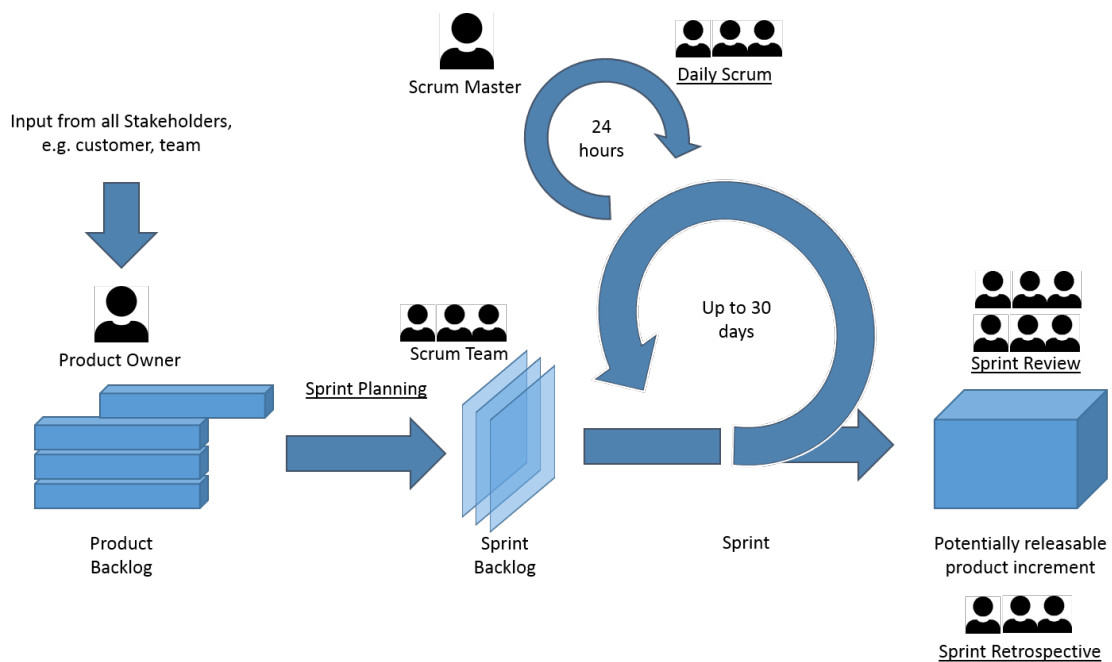 Scrum Master
Daily Scrum
Input from all Stakeholders,
e.g. customer, team
24
hours
Up to 30
days
Product Owner
Scrum Team
Sprint Planning
Sprint Review
Product
Backlog
Sprint
Backlog
Sprint
Potentially releasable
product increment
Sprint Retrospective